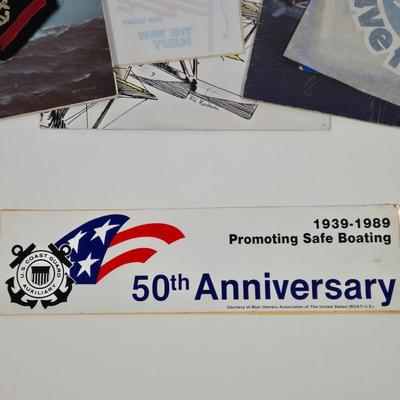 THE NEW
NAVY
1939-1989
Promoting Safe Boating
U.S. COAST GUARD
AUXILIARY
50th Anniversary
Courtesy of Boat Owners Association of The United States (BOAT/U.S.)